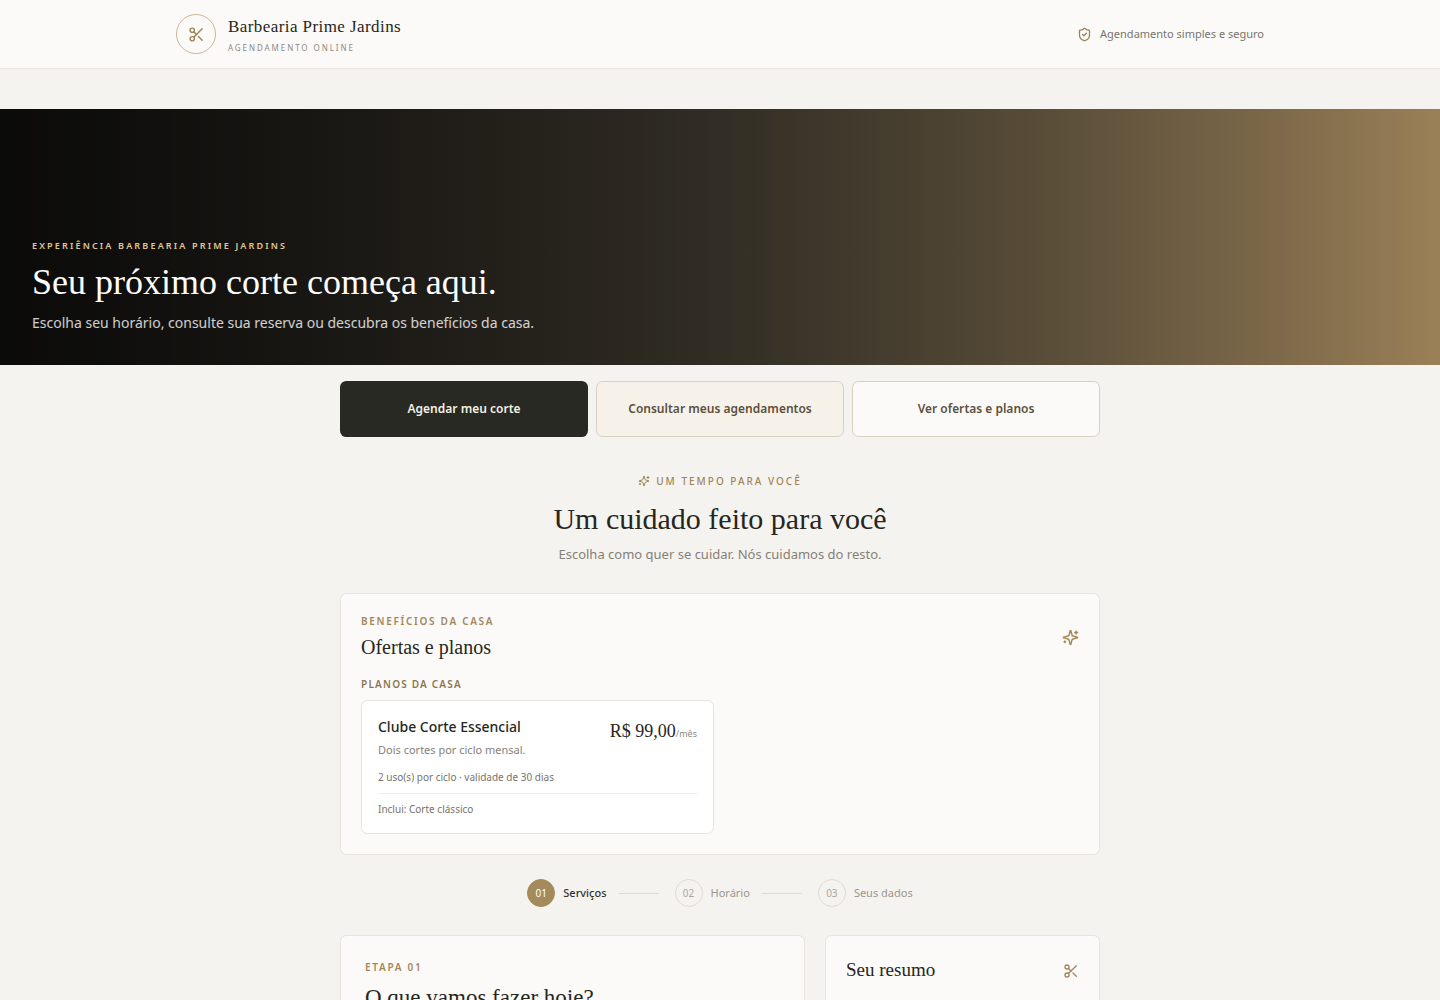 Barbearia Prime Jardins
AGENDAMENTO ONLINE
Agendamento simples e seguro
EXPERIÊNCIA BARBEARIA PRIME JARDINS
Seu próximo corte começa aqui.
Escolha seu horário, consulte sua reserva ou descubra os benefícios da casa.
Agendar meu corte
Consultar meus agendamentos
Ver ofertas e planos
UM TEMPO PARA VOCÊ
Um cuidado feito para você
Escolha como quer se cuidar. Nós cuidamos do resto.
BENEFÍCIOS DA CASA
Ofertas e planos
PLANOS DA CASA
Clube Corte Essencial
R$ 99,00/mês
Dois cortes por ciclo mensal.
2 uso(s) por ciclo · validade de 30 dias
Inclui: Corte clássico
01 Serviços
02 Horário
03 Seus dados
ETAPA 01
O que vamos fazer hoje?
Seu resumo